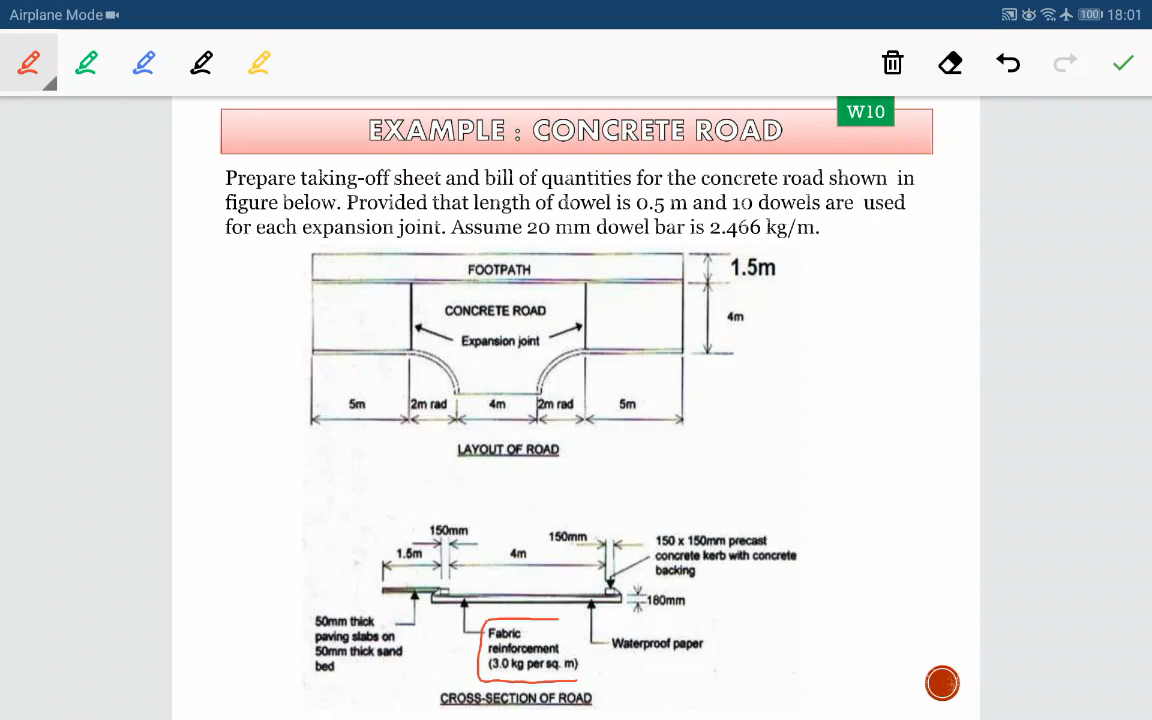 Airplane Mode
100 18:01
W10
EXAMPLE : CONCRETE ROAD
Prepare taking-off sheet and bill of quantities for the concrete road shown in
figure below. Provided that length of dowel is 0.5 m and 10 dowels are used
for each expansion joint. Assume 20 mm dowel bar is 2.466 kg/m.
FOOTPATH
1.5m
CONCRETE ROAD
4m
Expansion joint
5m 2m rad 4m 2m rad 5m
LAYOUT OF ROAD
150mm
150mm
1.5m
4m
150 x 150mm precast
concrete kerb with concrete
backing
180mm
50mm thick
paving slabs on
50mm thick sand
bed
Fabric
reinforcement
(3.0 kg per sq. m)
Waterproof paper
CROSS-SECTION OF ROAD